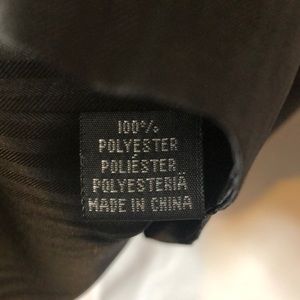 100%
POLYESTER
POLIÉSTER
POLYESTERIÄ
MADE IN CHINA